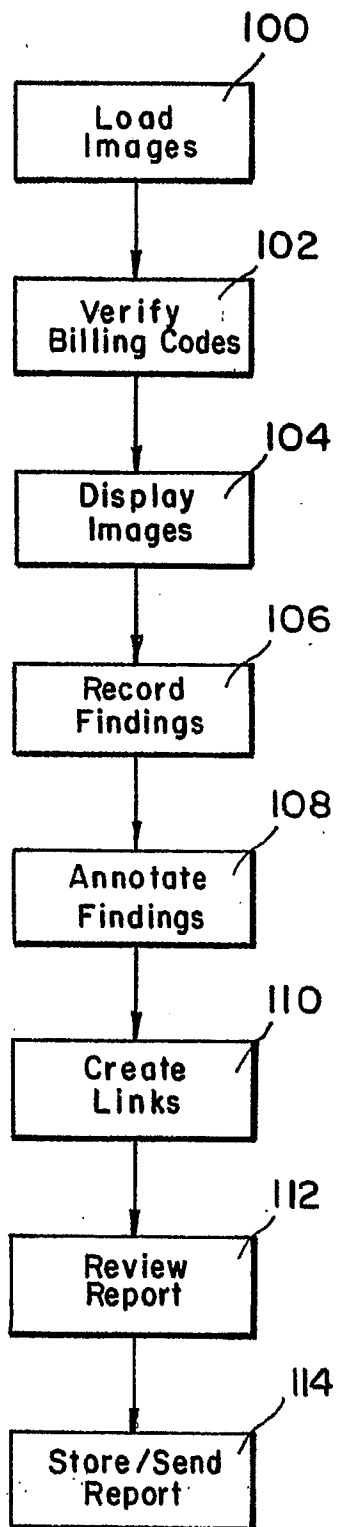 100
Load
Images
102
Verify
Billing Codes
104
Display
Images
106
Record
Findings
108
Annotate
Findings
110
Create
Links
112
Review
Report
114
Store/Send
Report